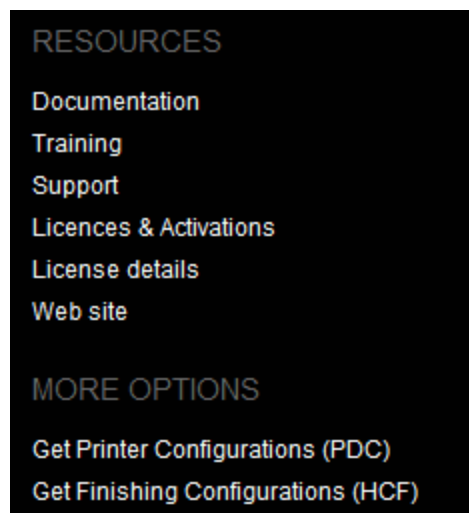 RESOURCES
Documentation
Training
Support
Licences & Activations
License details
Web site
MORE OPTIONS
Get Printer Configurations (PDC)
Get Finishing Configurations (HCF)